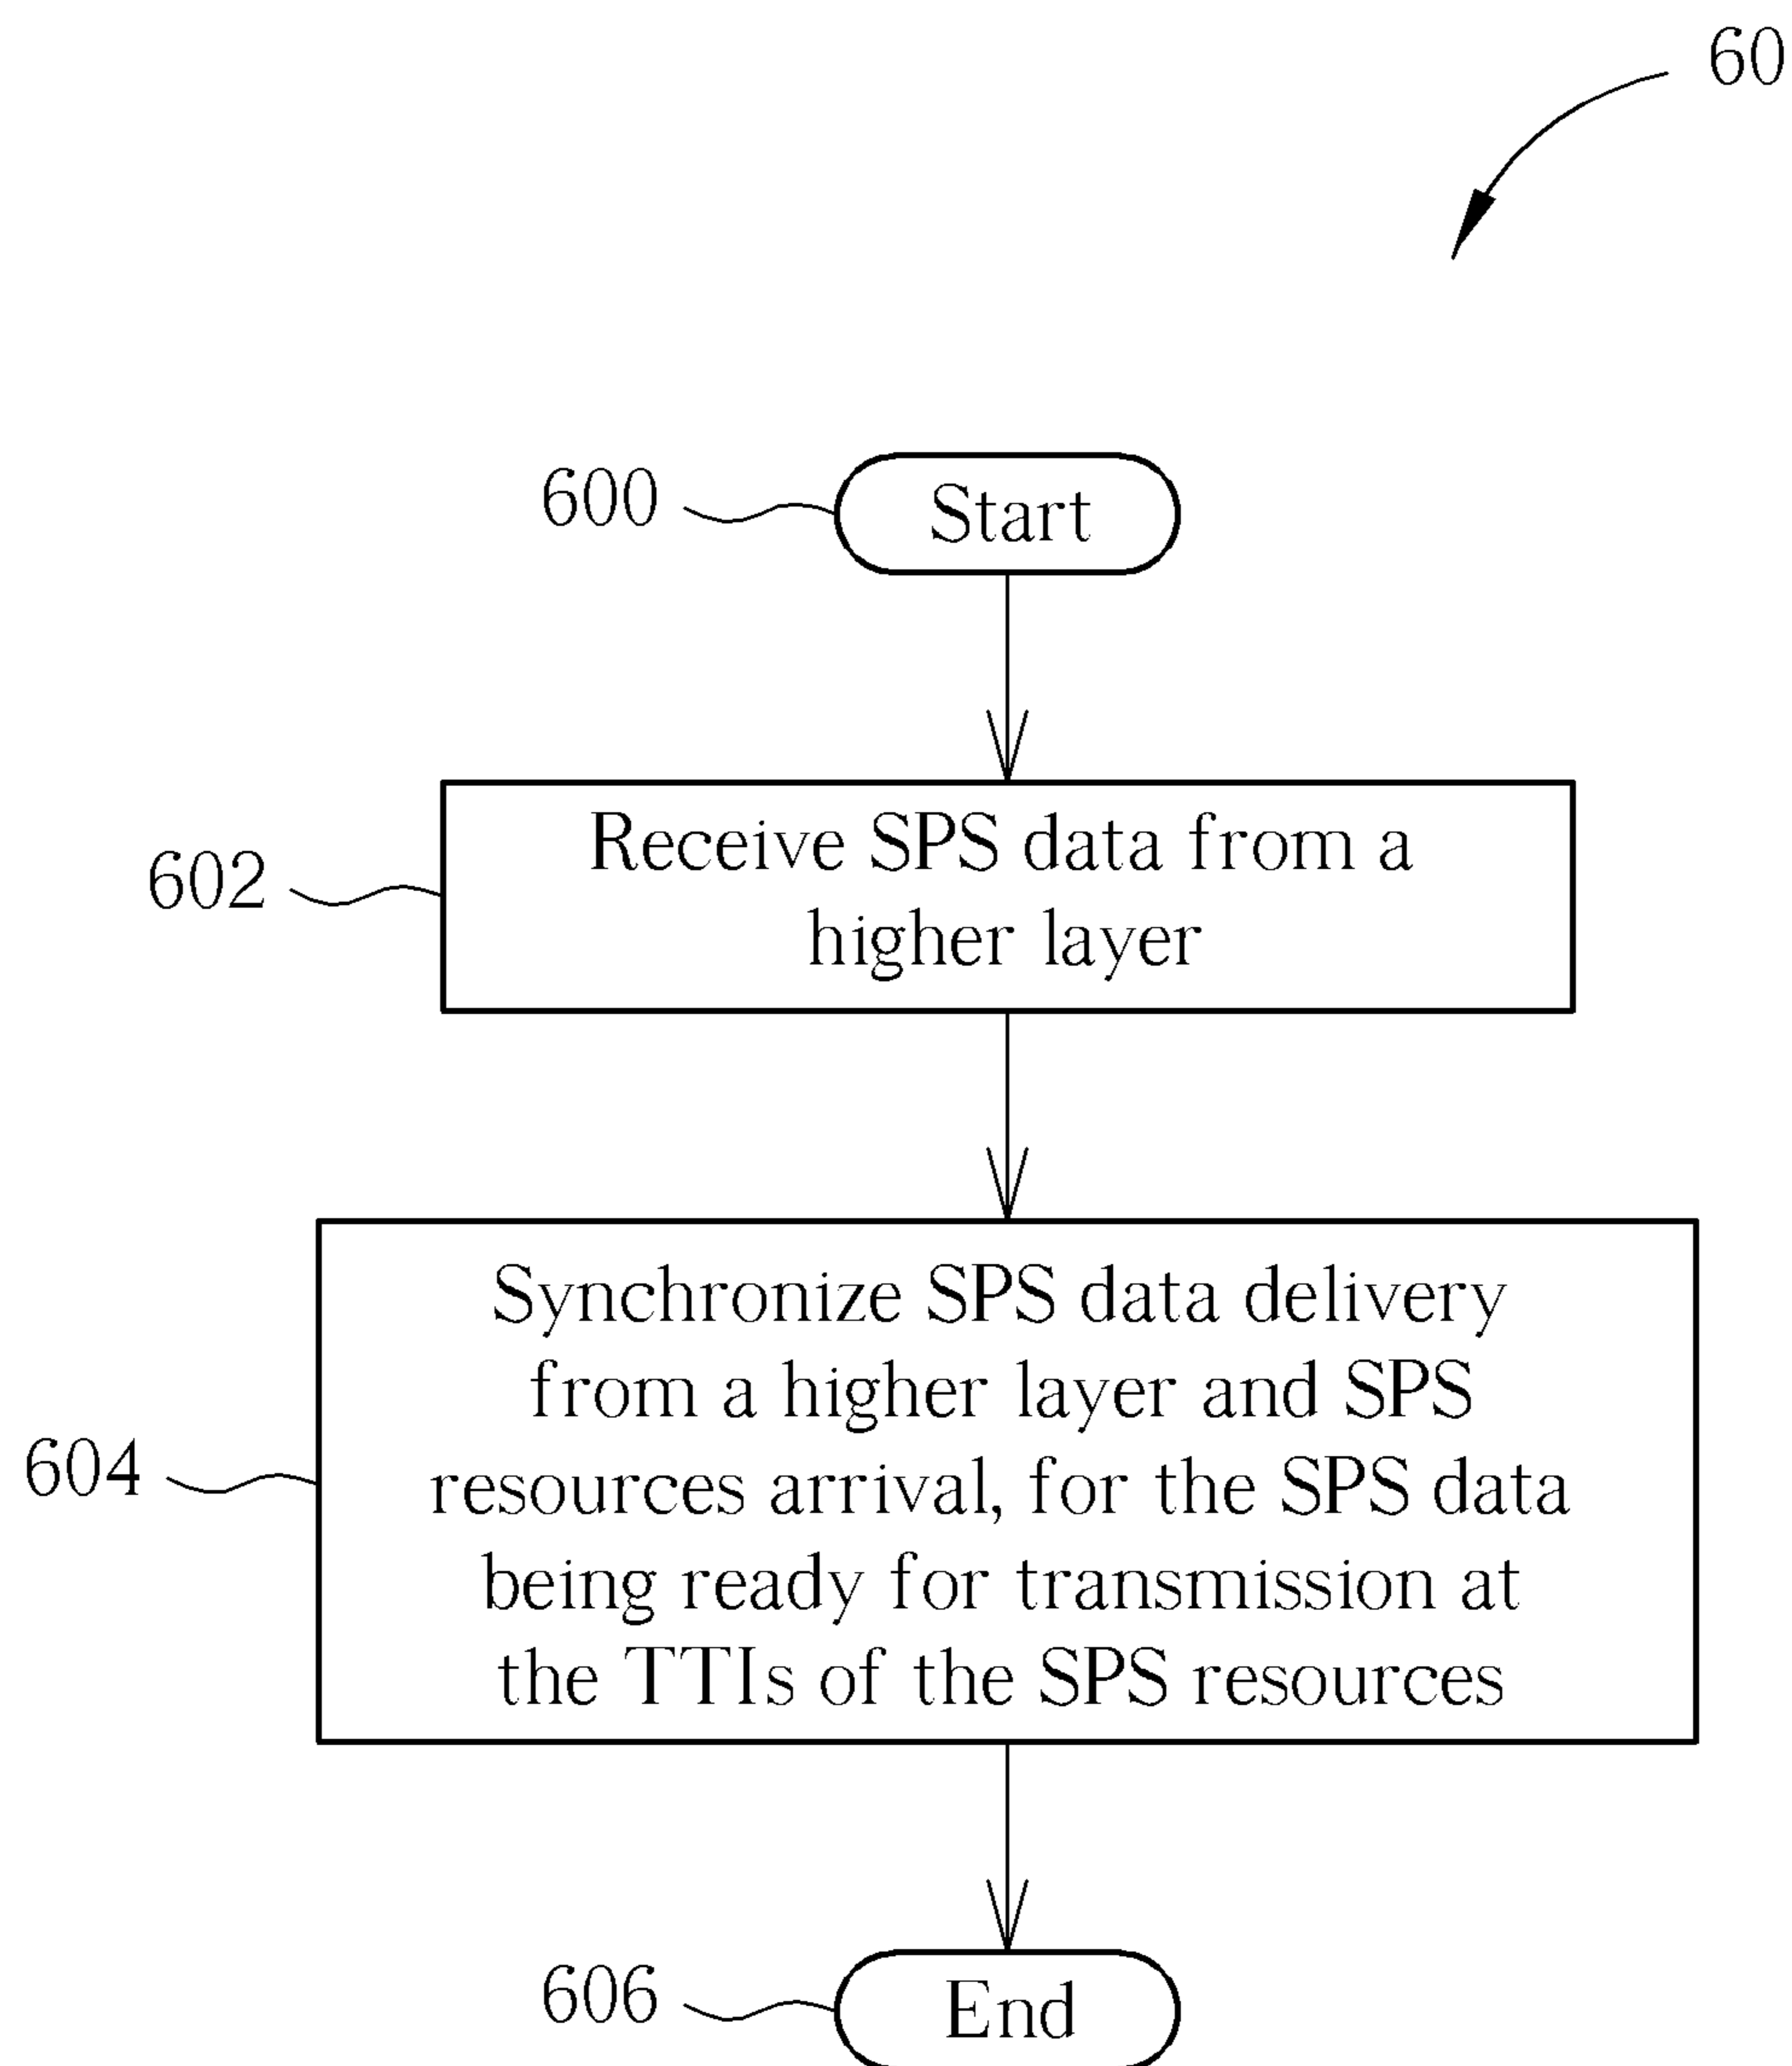 60
600
Start
602
Receive SPS data from a
higher layer
604
Synchronize SPS data delivery
from a higher layer and SPS
resources arrival, for the SPS data
being ready for transmission at
the TTIs of the SPS resources
606
End